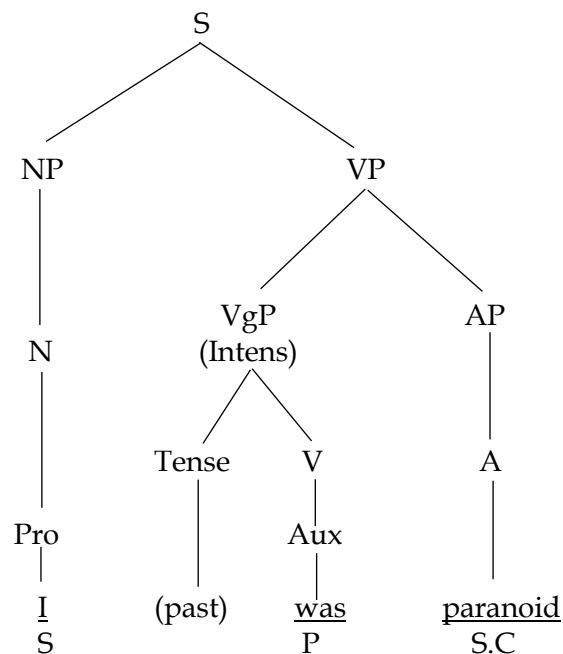 S
NP VP
VgP AP
N (Intens)
Tense V A
Pro Aux
I (past) was paranoid
S P S.C